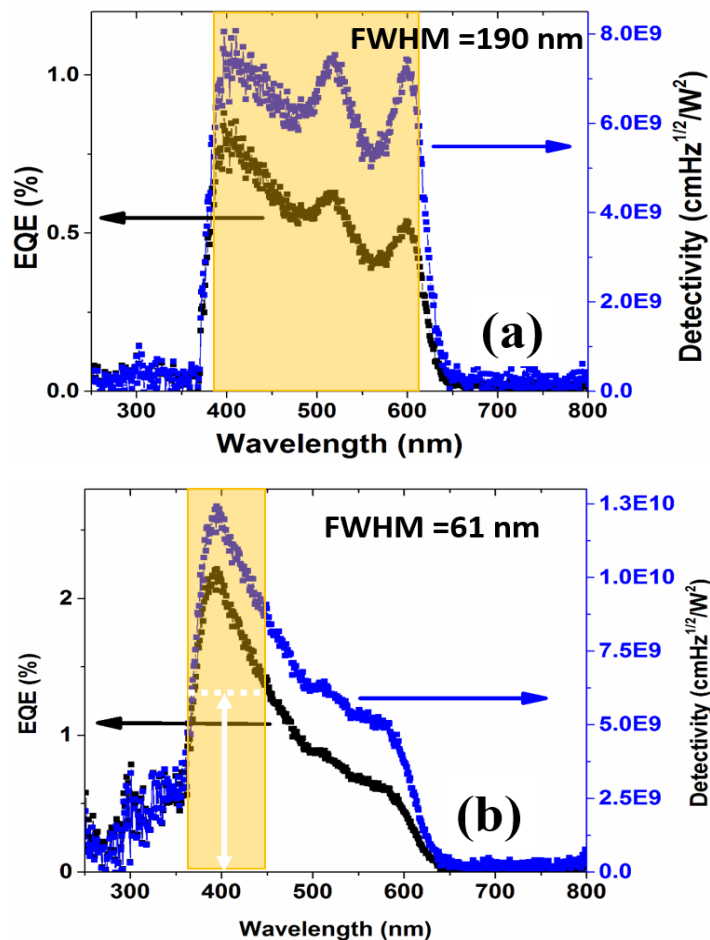 FWHM =190 nm
EQE (%)
1.0
0.5
0.0
8.0E9
6.0E9
4.0E9
2.0E9
0.0
Detectivity (cmHz1/2/W2)
(a)
300 400 500 600 700 800
Wavelength (nm)
FWHM =61 nm
EQE (%)
2
1
0
1.3E10
1.0E10
7.5E9
5.0E9
2.5E9
0.0
Detectivity (cmHz1/2/W2)
(b)
300 400 500 600 700 800
Wavelength (nm)